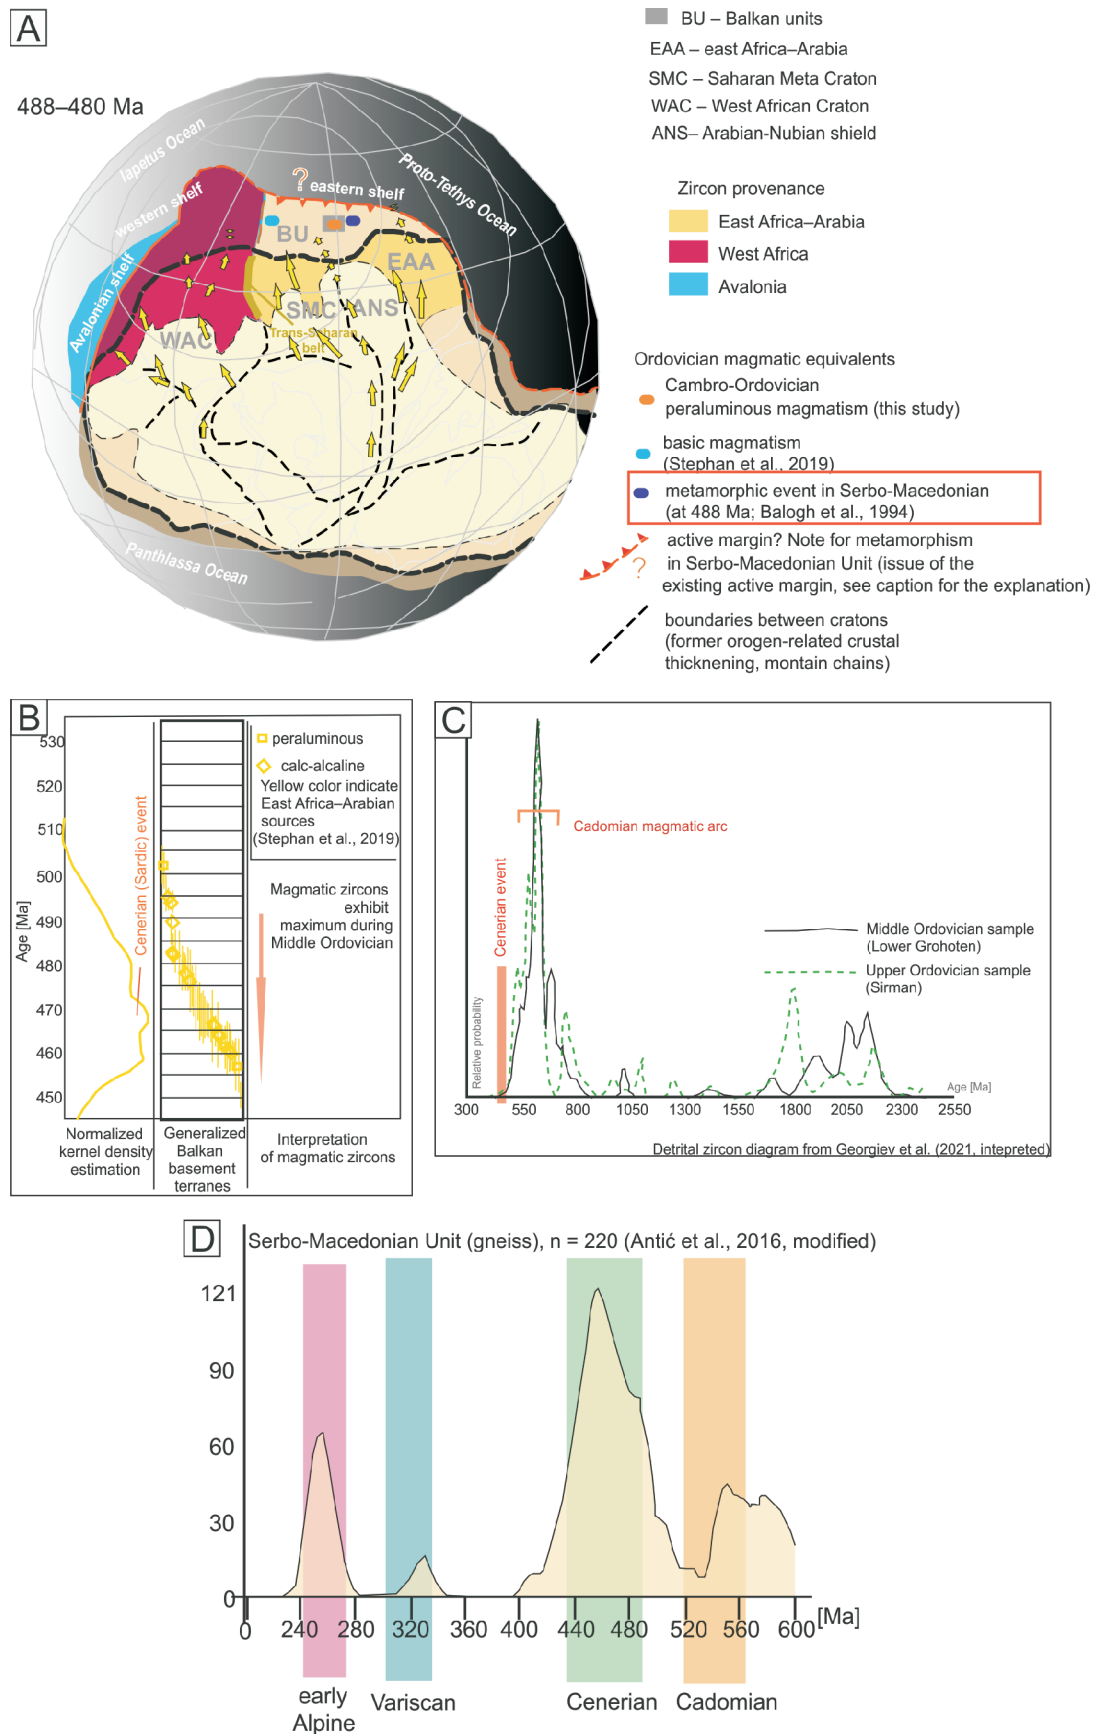 A
488–480 Ma
BU – Balkan units
EAA – east Africa–Arabia
SMC – Saharan Meta Craton
WAC – West African Craton
ANS– Arabian-Nubian shield
Zircon provenance
East Africa–Arabia
West Africa
Avalonia
Iapetus Ocean
western shelf
Avalonian shelf
? eastern shelf
Proto-Tethys Ocean
BU
EAA
SMC
ANS
WAC
Trans-Saharan
belt
Panthlassa Ocean
Ordovician magmatic equivalents
Cambro-Ordovician
peraluminous magmatism (this study)
basic magmatism
(Stephan et al., 2019)
metamorphic event in Serbo-Macedonian
(at 488 Ma; Balogh et al., 1994)
active margin? Note for metamorphism
? in Serbo-Macedonian Unit (issue of the
existing active margin, see caption for the explanation)
boundaries between cratons
(former orogen-related crustal
thicknening, montain chains)
B
Age [Ma]
530
520
510
500
490
480
470
460
450
Cenerian (Sardic) event
peraluminous
calc-alcaline
Yellow color indicate
East Africa–Arabian
sources
(Stephan et al., 2019)
Magmatic zircons
exhibit
maximum during
Middle Ordovician
Normalized
kernel density
estimation
Generalized
Balkan
basement
terranes
Interpretation
of magmatic zircons
C
Cadomian magmatic arc
Cenerian event
Relative probability
Middle Ordovician sample
(Lower Grohoten)
Upper Ordovician sample
(Sirman)
Age [Ma]
300 550 800 1050 1300 1550 1800 2050 2300 2550
Detrital zircon diagram from Georgiev et al. (2021, intepreted)
D
Serbo-Macedonian Unit (gneiss), n = 220 (Antić et al., 2016, modified)
121
90
60
30
0
0 240 280 320 360 400 440 480 520 560 600 [Ma]
early
Alpine
Variscan
Cenerian
Cadomian